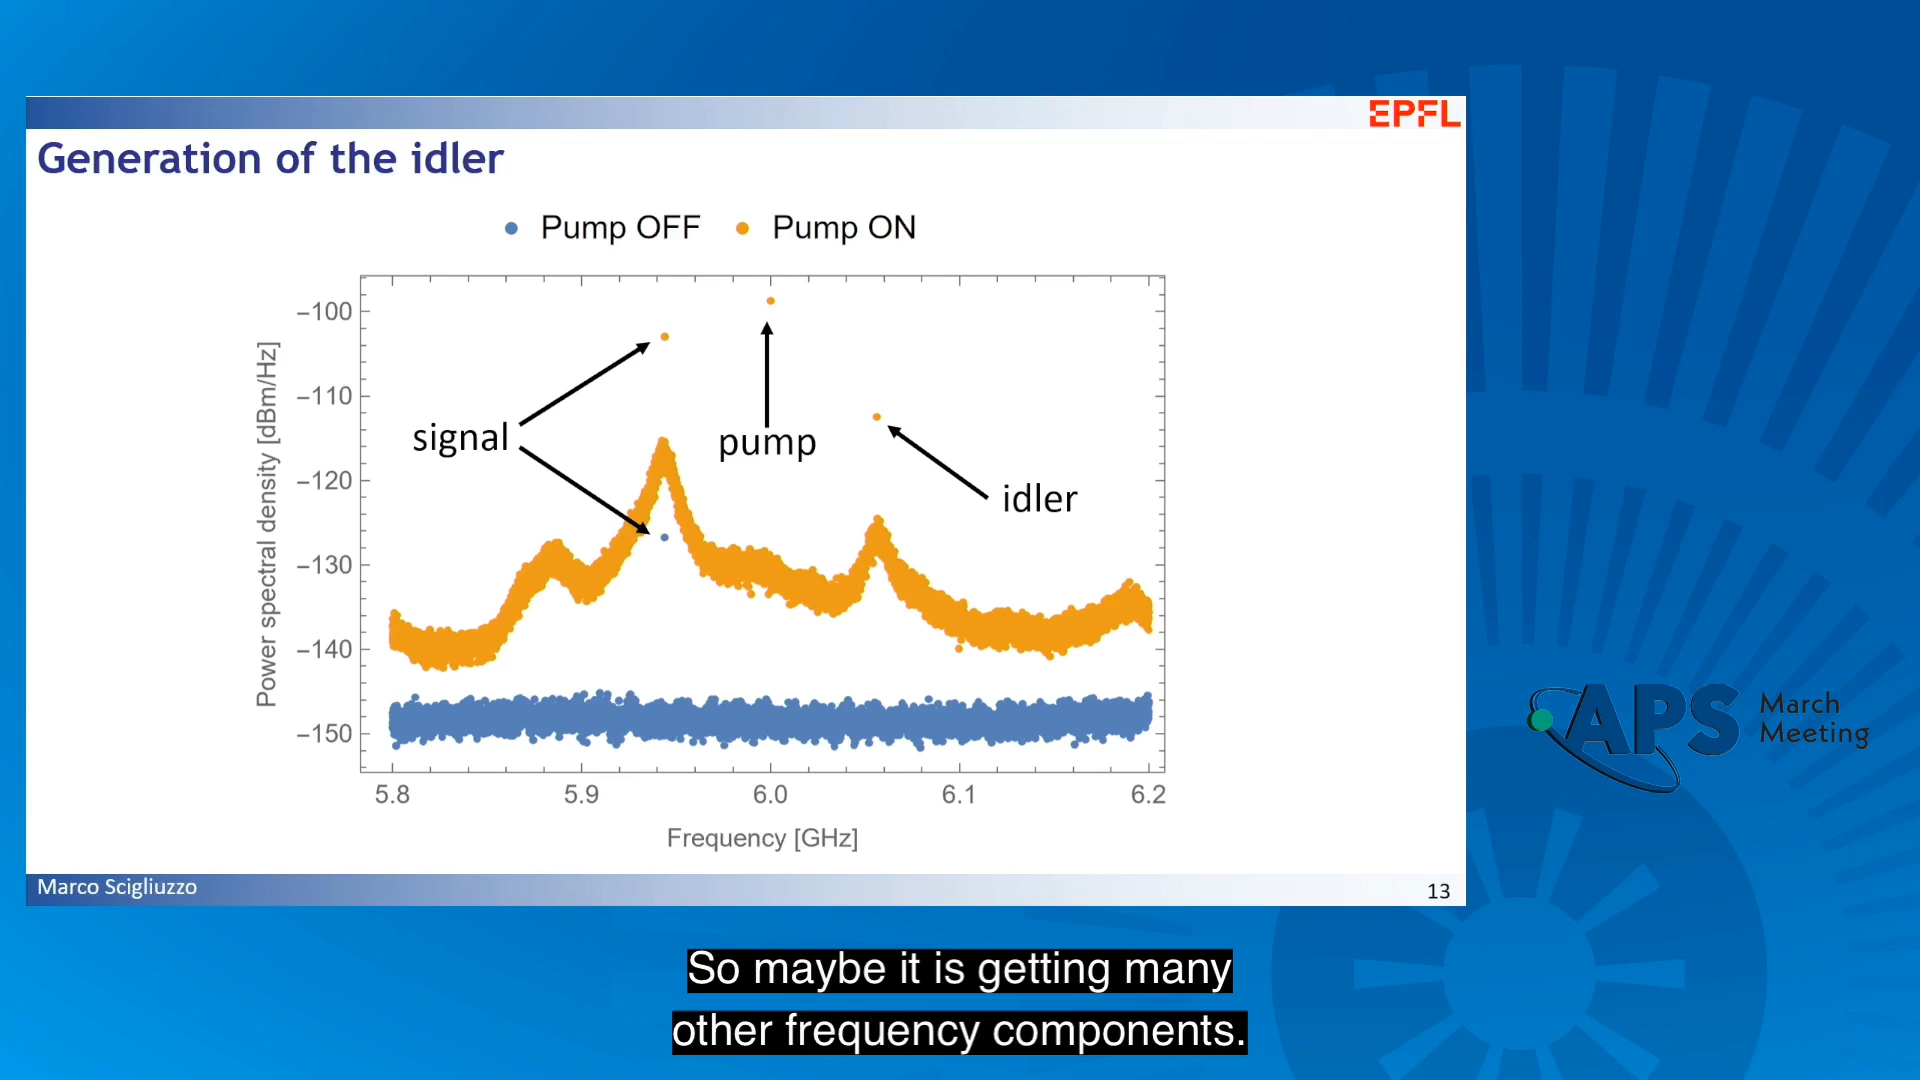 EPFL
Generation of the idler
Pump OFF
Pump ON
−100
−110
−120
−130
−140
−150
Power spectral density [dBm/Hz]
signal
pump
idler
5.8
5.9
6.0
6.1
6.2
Frequency [GHz]
Marco Scigliuzzo
13
APS
March
Meeting
So maybe it is getting many
other frequency components.